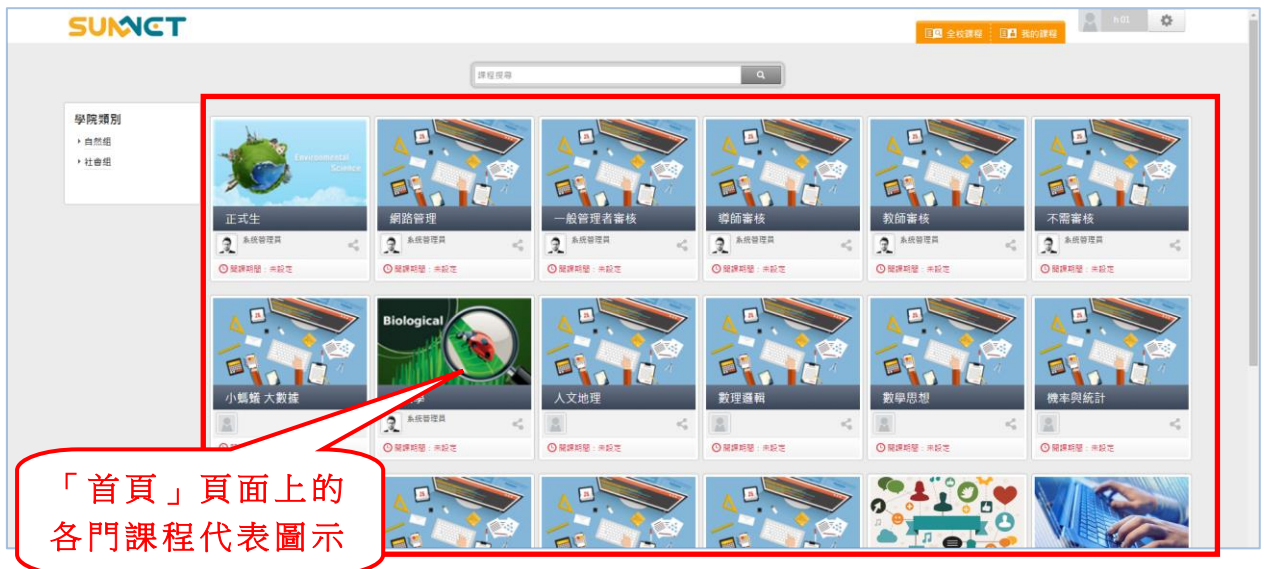 SUNNET
全校課程
我的課程
h01
課程搜尋
學院類別
自然組
社會組
Environmental
Science
正式生
網路管理
一般管理者審核
導師審核
教師審核
不需審核
系統管理員
系統管理員
系統管理員
系統管理員
系統管理員
系統管理員
開課期間：未設定
開課期間：未設定
開課期間：未設定
開課期間：未設定
開課期間：未設定
開課期間：未設定
Biological
小螞蟻 大數據
學
人文地理
數理邏輯
數學思想
機率與統計
系統管理員
開課期間：未設定
開課期間：未設定
開課期間：未設定
開課期間：未設定
開課期間：未設定
「首頁」頁面上的
各門課程代表圖示